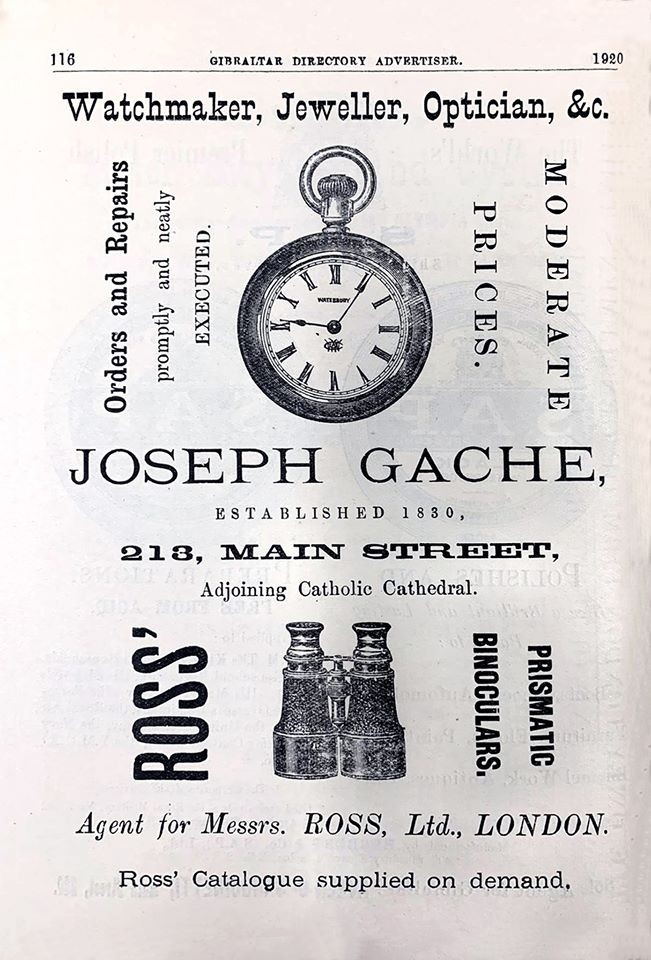 116 GIBRALTAR DIRECTORY ADVERTISER. 1920
Watchmaker, Jeweller, Optician, &c.
Orders and Repairs
promptly and neatly
EXECUTED.
WATERBURY
MODERATE
PRICES.
JOSEPH GACHE,
ESTABLISHED 1830,
213, MAIN STREET,
Adjoining Catholic Cathedral.
ROSS'
PRISMATIC
BINOCULARS.
Agent for Messrs. ROSS, Ltd., LONDON.
Ross' Catalogue supplied on demand,